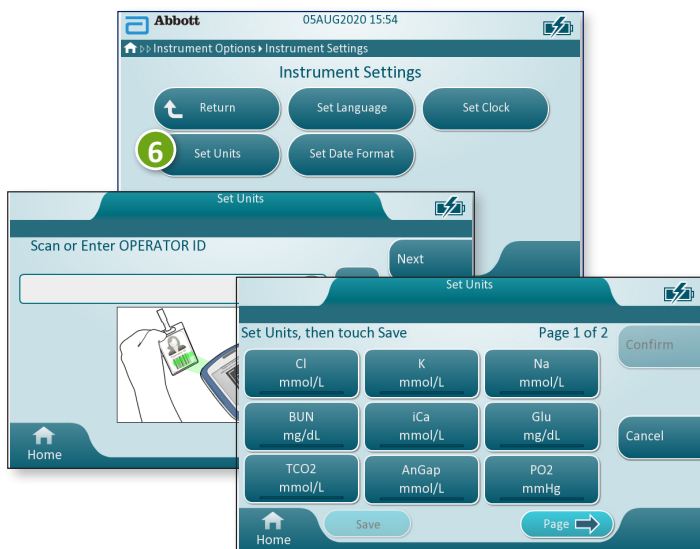 Abbott
05AUG2020 15:54
Instrument Options Instrument Settings
Instrument Settings
Return
Set Language
Set Clock
6
Set Units
Set Date Format
Set Units
Scan or Enter OPERATOR ID
Next
Home
Set Units
Set Units, then touch Save
Page 1 of 2
Confirm
Cl
mmol/L
K
mmol/L
Na
mmol/L
BUN
mg/dL
iCa
mmol/L
Glu
mg/dL
Cancel
TCO2
mmol/L
AnGap
mmol/L
PO2
mmHg
Home
Save
Page